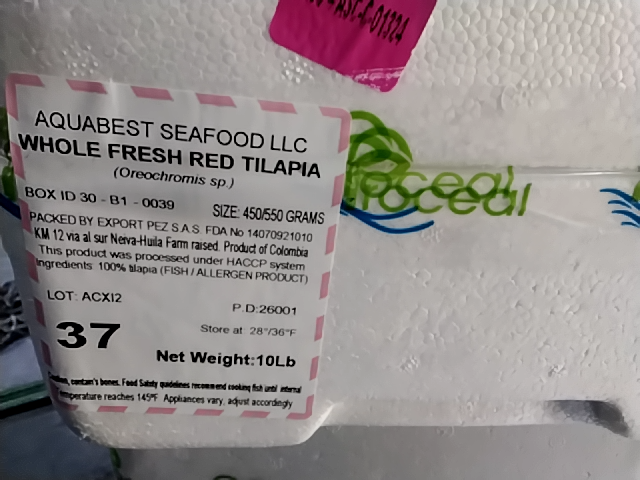 ASC-C-01324
AQUABEST SEAFOOD LLC
WHOLE FRESH RED TILAPIA
(Oreochromis sp.)
BOX ID 30 - B1 - 0039
SIZE: 450/550 GRAMS
PACKED BY EXPORT PEZ S.A.S. FDA No 14070921010
KM 12 via al sur Neiva-Huila Farm raised. Product of Colombia
This product was processed under HACCP system
Ingredients: 100% tilapia (FISH / ALLERGEN PRODUCT)
LOT: ACXI2
P.D:26001
37
Store at: 28°/36°F
Net Weight:10Lb
contain's bones. Food Safety guidelines recommend cooking fish until internal
temperature reaches 145°F. Appliances vary, adjust accordingly